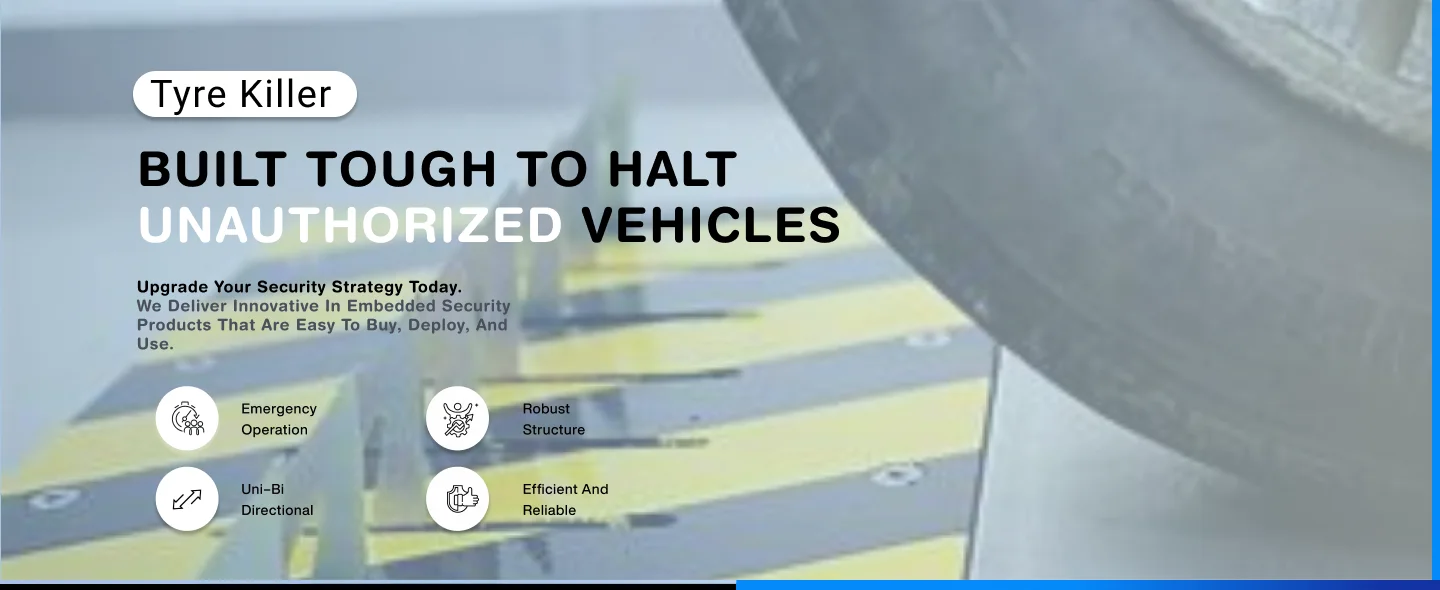 Tyre Killer
BUILT TOUGH TO HALT
UNAUTHORIZED VEHICLES
Upgrade Your Security Strategy Today.
We Deliver Innovative In Embedded Security
Products That Are Easy To Buy, Deploy, And
Use.
Emergency
Operation
Robust
Structure
Uni-Bi
Directional
Efficient And
Reliable